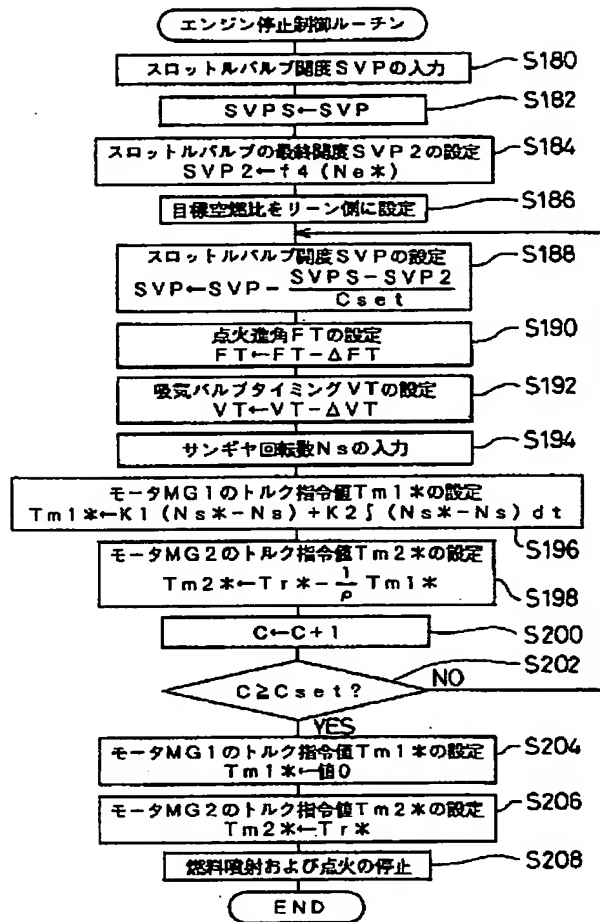 エンジン停止制御ルーチン
スロットルバルブ開度SVPの入力
S180
SVPS←SVP
S182
スロットルバルブの最終開度SVP2の設定
SVP2←f4(Ne*)
S184
目標空燃比をリーン側に設定
S186
スロットルバルブ開度SVPの設定
SVP←SVP-(SVPS-SVP2)/Cset
S188
点火進角FTの設定
FT←FT-ΔFT
S190
吸気バルブタイミングVTの設定
VT←VT-ΔVT
S192
サンギヤ回転数Nsの入力
S194
モータMG1のトルク指令値Tm1*の設定
Tm1*←K1(Ns*-Ns)+K2∫(Ns*-Ns)dt
S196
モータMG2のトルク指令値Tm2*の設定
Tm2*←Tr*-1/ρ Tm1*
S198
C←C+1
S200
C≧Cset?
S202
NO
YES
モータMG1のトルク指令値Tm1*の設定
Tm1*←値0
S204
モータMG2のトルク指令値Tm2*の設定
Tm2*←Tr*
S206
燃料噴射および点火の停止
S208
END